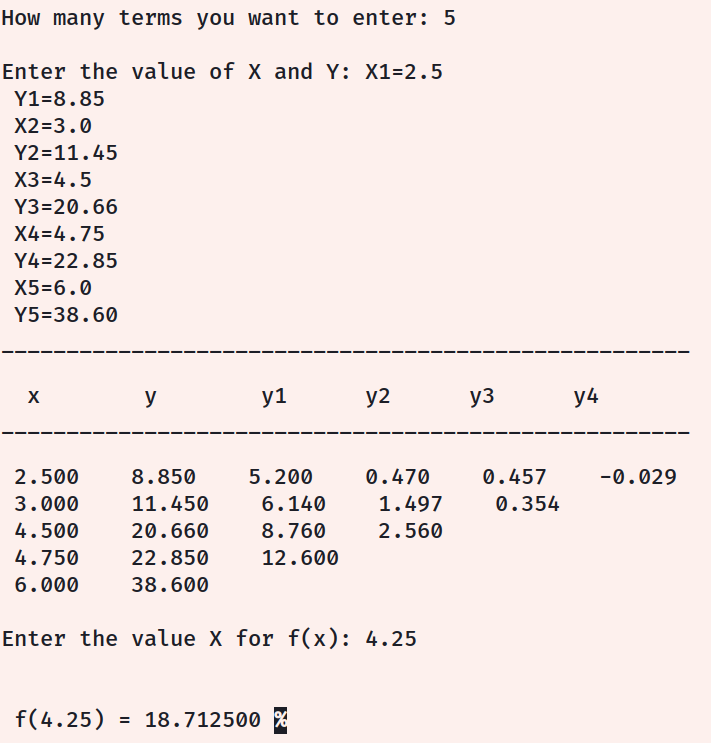 How many terms you want to enter: 5
Enter the value of X and Y: X1=2.5
Y1=8.85
X2=3.0
Y2=11.45
X3=4.5
Y3=20.66
X4=4.75
Y4=22.85
X5=6.0
Y5=38.60
-----------------------------------------------------
x y y1 y2 y3 y4
-----------------------------------------------------
2.500 8.850 5.200 0.470 0.457 -0.029
3.000 11.450 6.140 1.497 0.354
4.500 20.660 8.760 2.560
4.750 22.850 12.600
6.000 38.600
Enter the value X for f(x): 4.25
f(4.25) = 18.712500 %